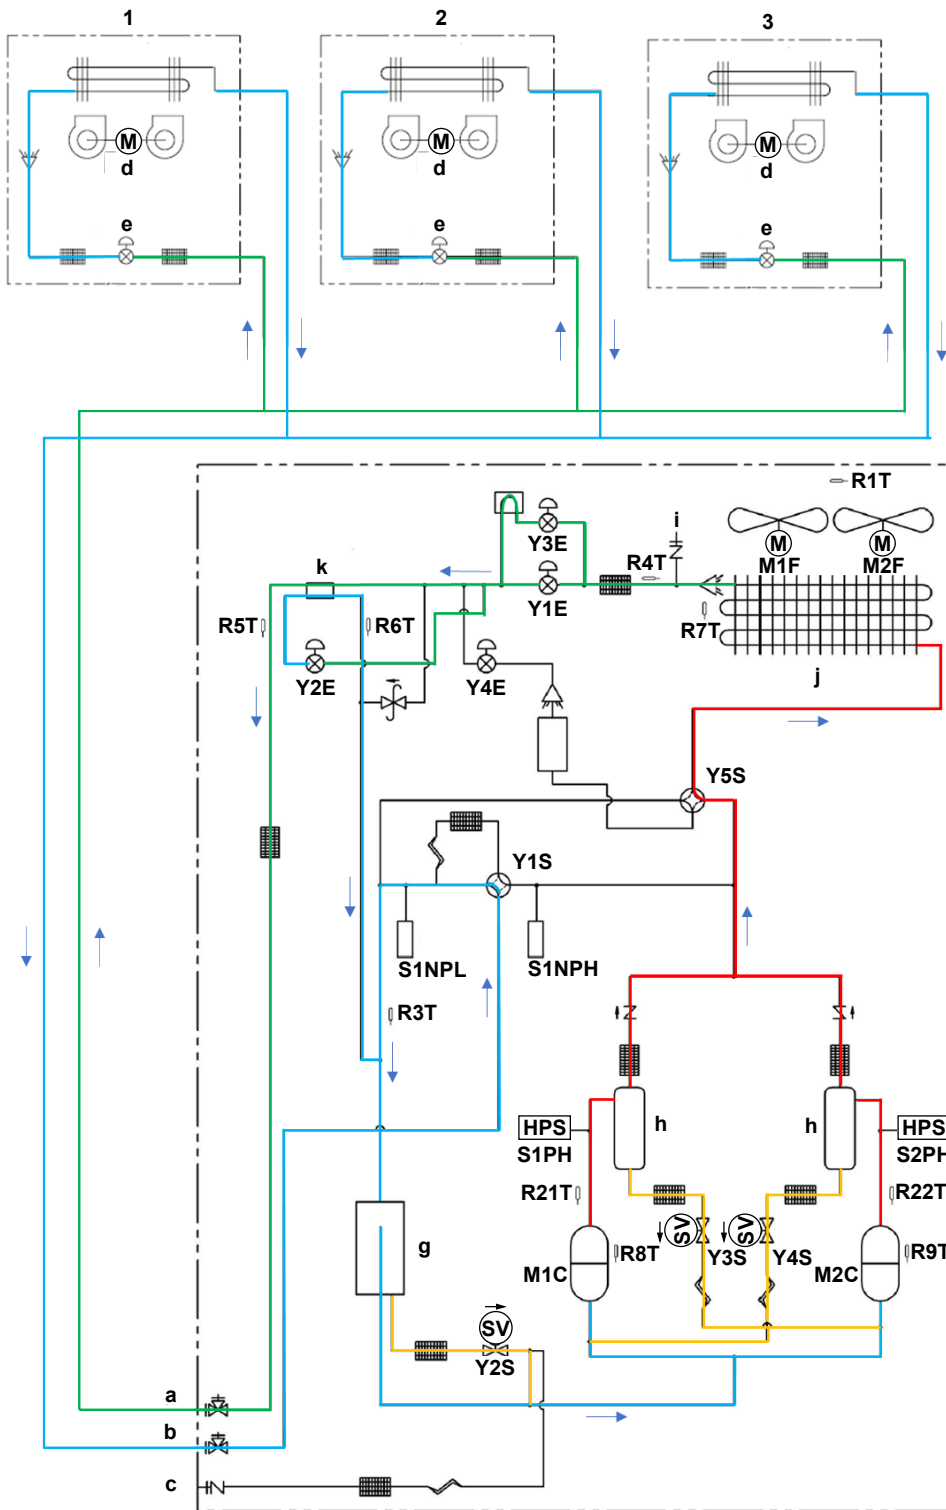 1 2 3
M M M
d d d
e e e
R1T
i
Y3E
M M
M1F M2F
R4T
k
Y1E
R5T R6T R7T
Y2E Y4E
j
Y5S
Y1S
S1NPL S1NPH
R3T
h h
HPS HPS
S1PH S2PH
R21T R22T
g
SV SV
R8T Y3S Y4S R9T
M1C M2C
SV
Y2S
a
b
c